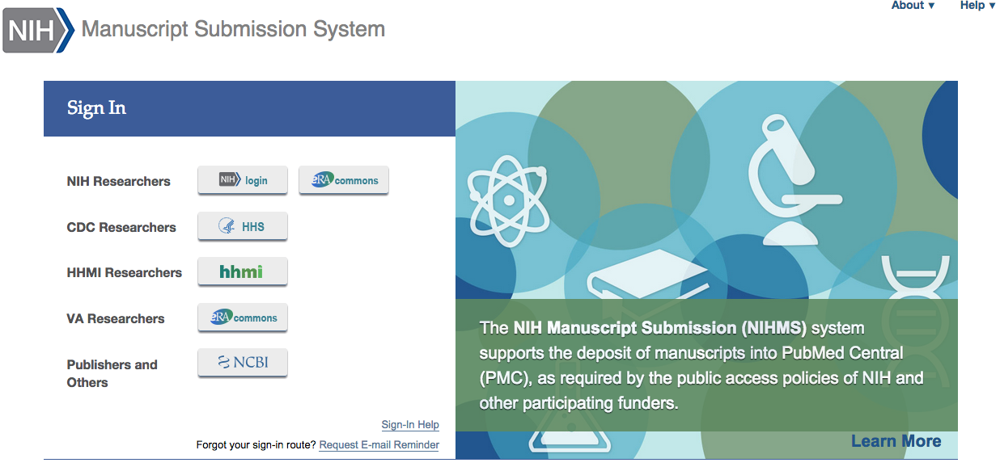 About ▼ Help ▼
NIH Manuscript Submission System
Sign In
NIH Researchers NIH login eRA commons
CDC Researchers HHS
HHMI Researchers hhmi
VA Researchers eRA commons
Publishers and NCBI
Others
Sign-In Help
Forgot your sign-in route? Request E-mail Reminder
The NIH Manuscript Submission (NIHMS) system
supports the deposit of manuscripts into PubMed Central
(PMC), as required by the public access policies of NIH and
other participating funders.
Learn More